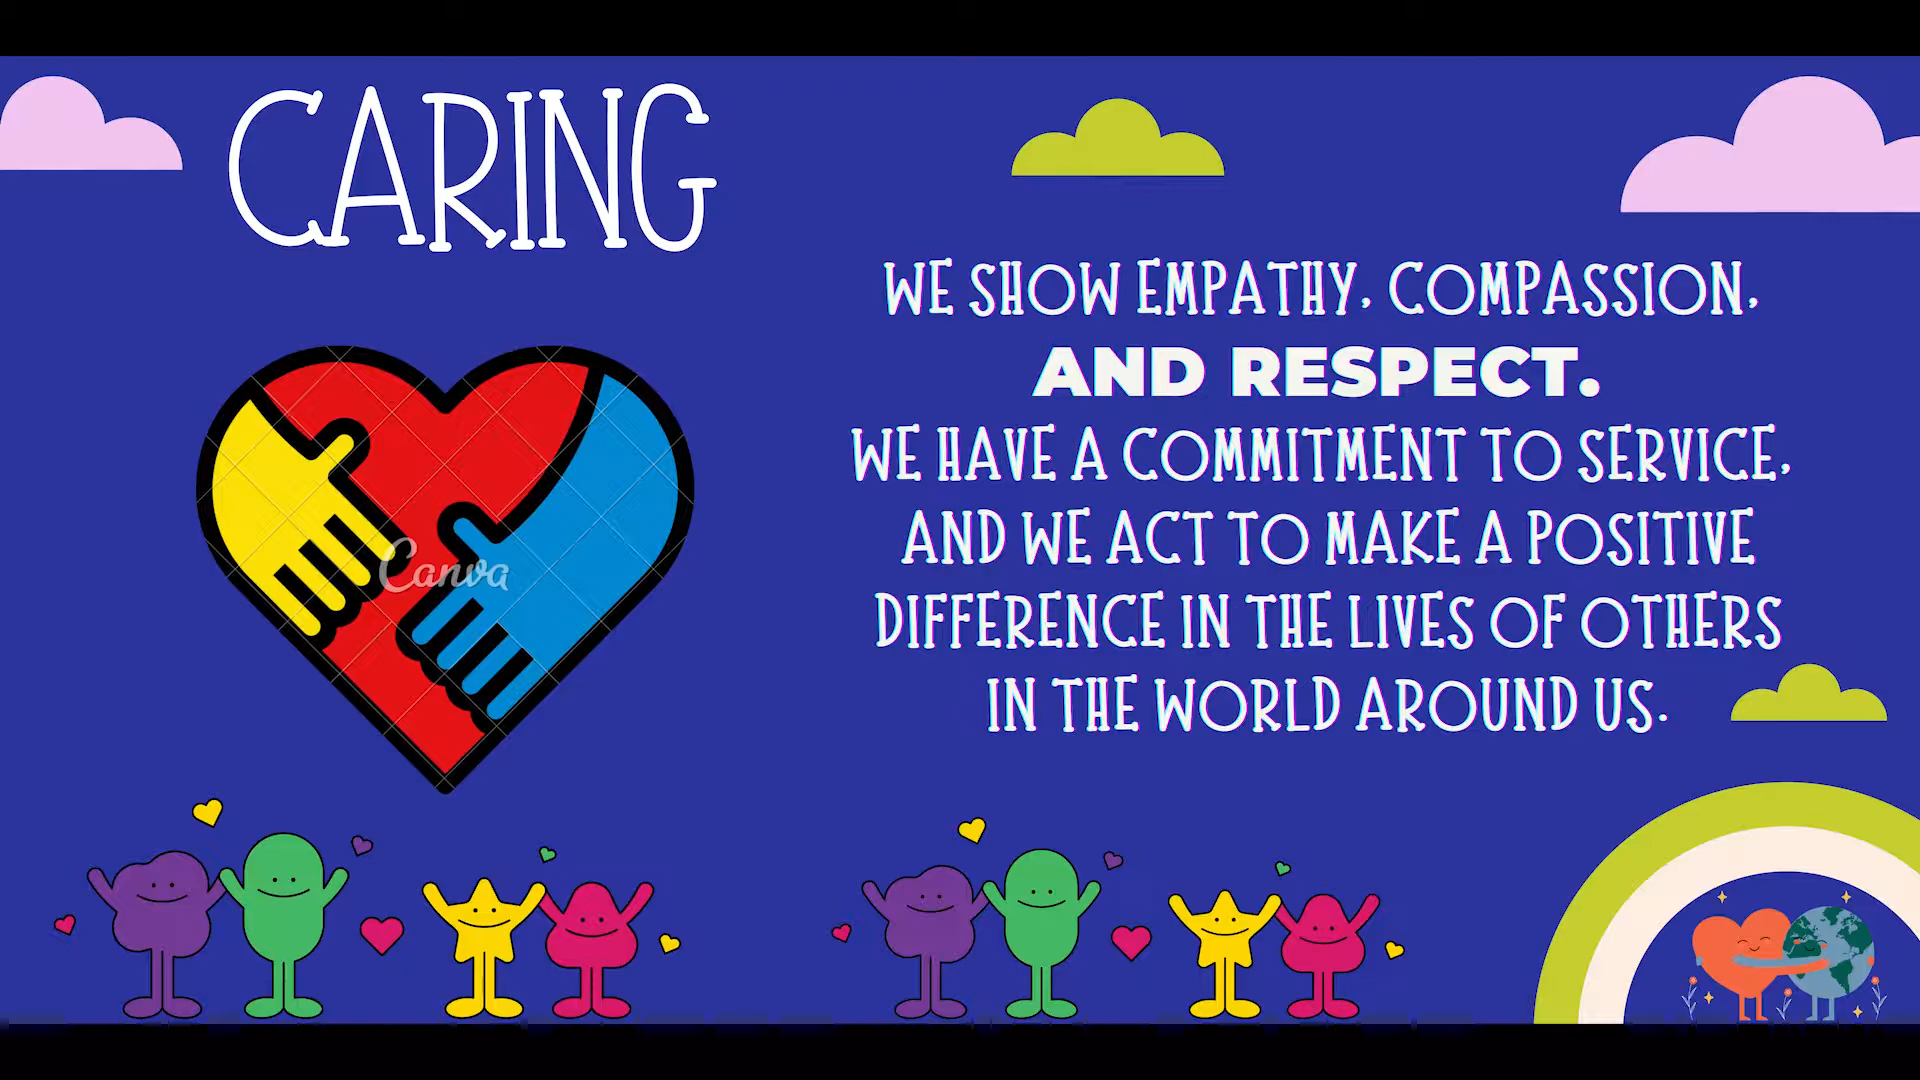 CARING
WE SHOW EMPATHY, COMPASSION,
AND RESPECT.
WE HAVE A COMMITMENT TO SERVICE,
AND WE ACT TO MAKE A POSITIVE
DIFFERENCE IN THE LIVES OF OTHERS
IN THE WORLD AROUND US.
Canva